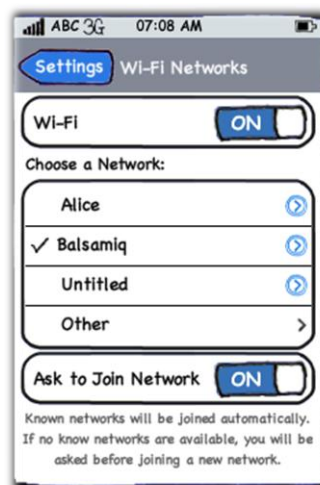 ABC 3G 07:08 AM
Settings Wi-Fi Networks
Wi-Fi ON
Choose a Network:
Alice
Balsamiq
Untitled
Other
Ask to Join Network ON
Known networks will be joined automatically.
If no know networks are available, you will be
asked before joining a new network.